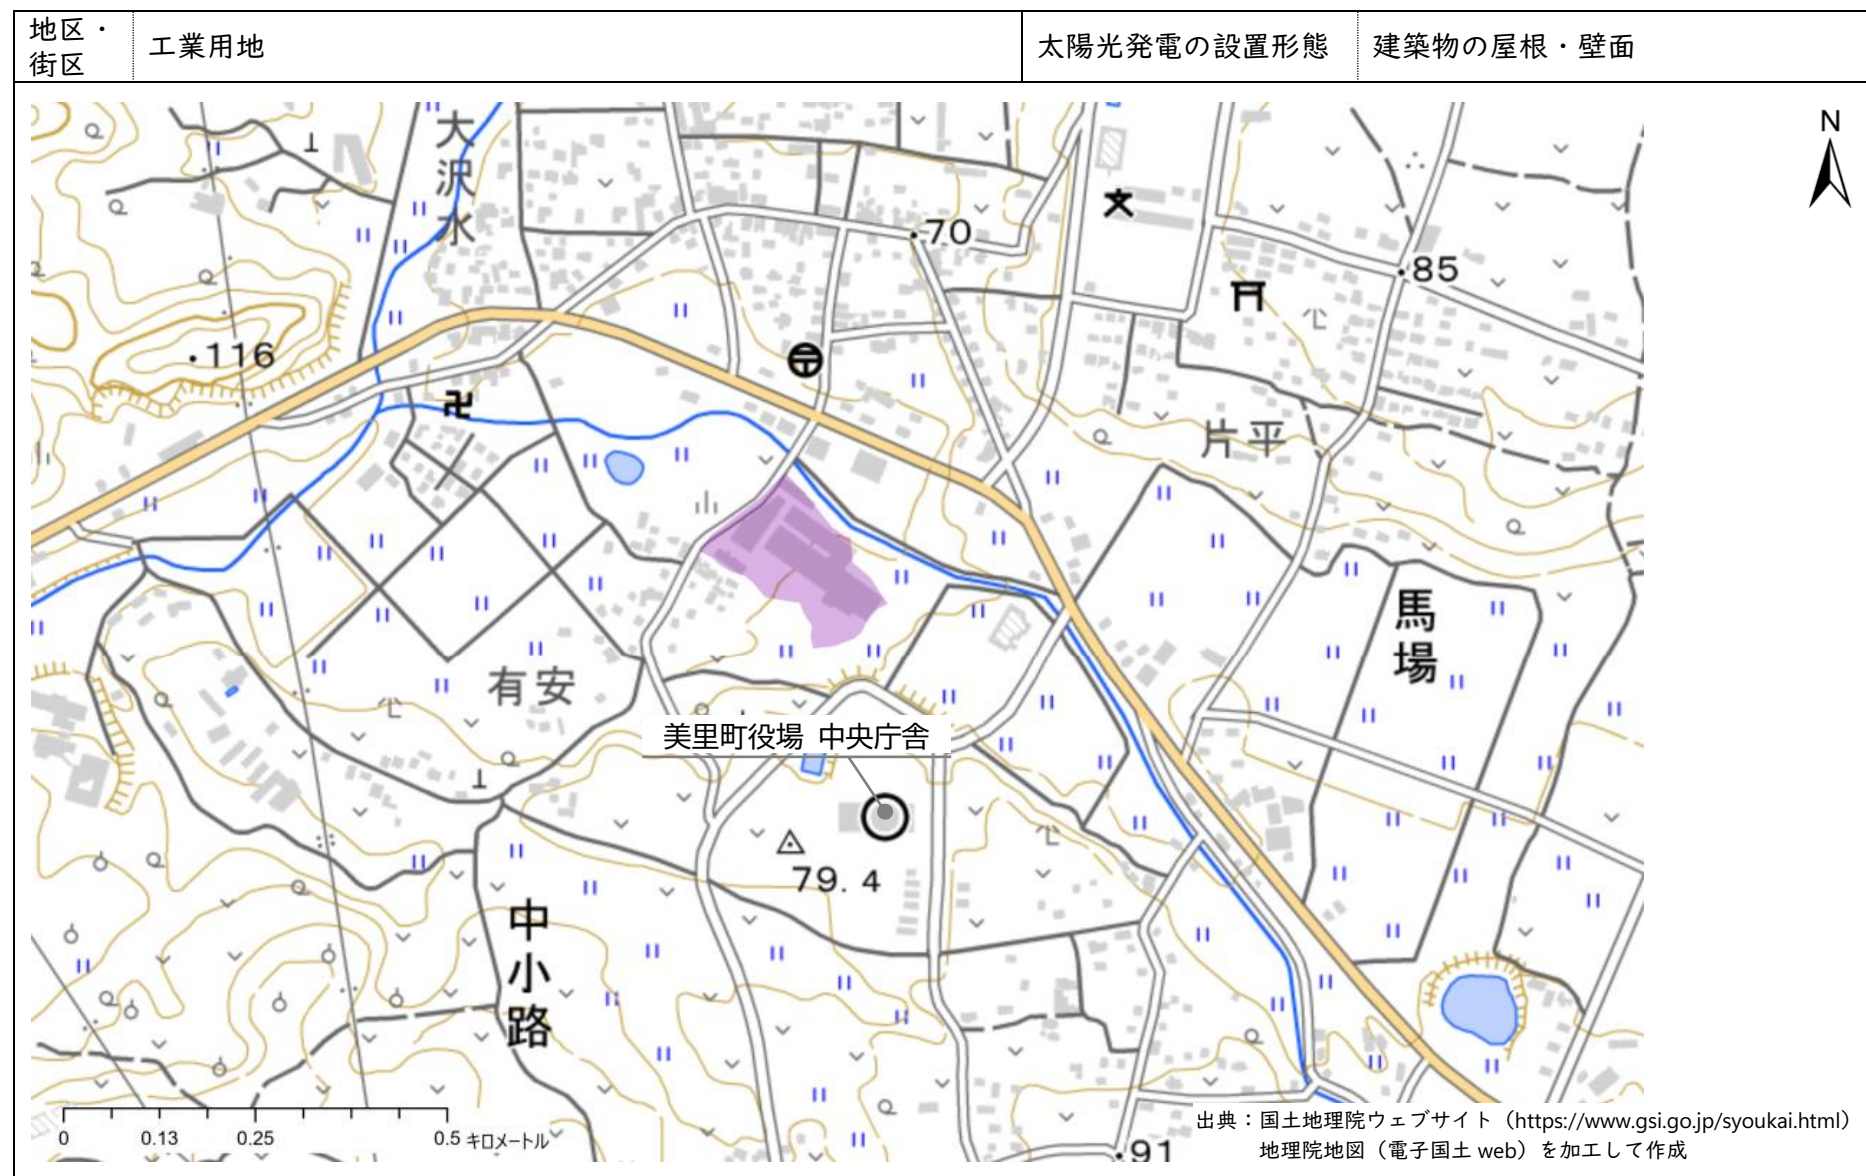 地区・
街区
工業用地
太陽光発電の設置形態
建築物の屋根・壁面
N
大沢水
70
85
116
片平
馬場
有安
美里町役場 中央庁舎
79.4
中小路
91
0 0.13 0.25 0.5 キロメートル
出典：国土地理院ウェブサイト（https://www.gsi.go.jp/syoukai.html）
地理院地図（電子国土 web）を加工して作成